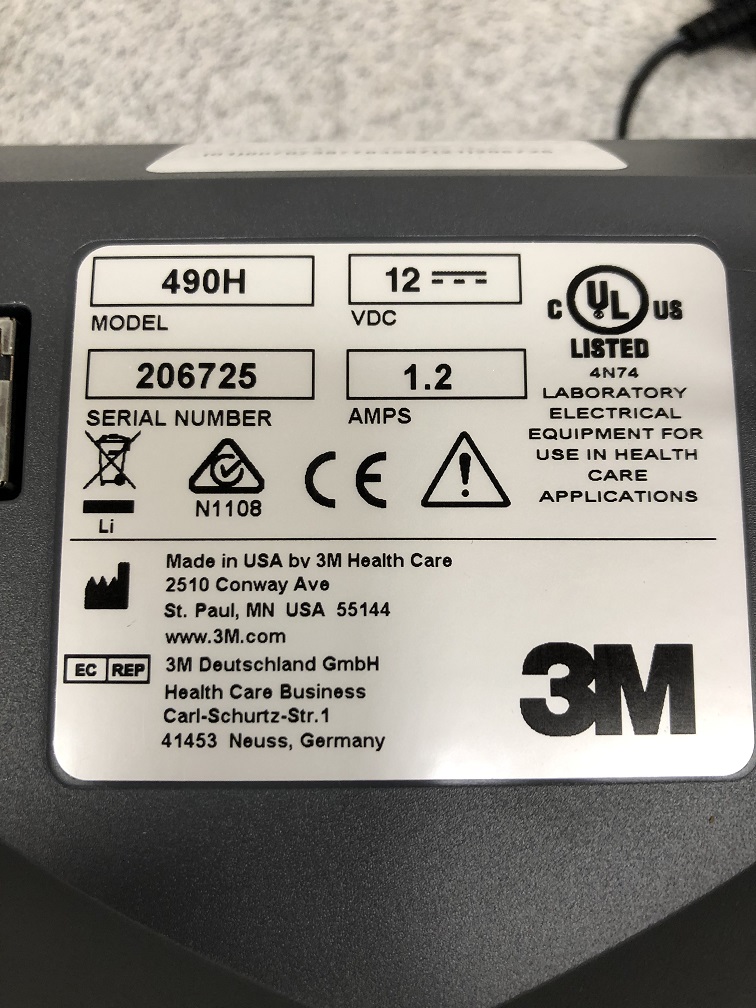 490H
MODEL
12
VDC
206725
SERIAL NUMBER
1.2
AMPS
C UL US
LISTED
4N74
LABORATORY
ELECTRICAL
EQUIPMENT FOR
USE IN HEALTH
CARE
APPLICATIONS
Li
N1108
CE
Made in USA by 3M Health Care
2510 Conway Ave
St. Paul, MN USA 55144
www.3M.com
EC REP
3M Deutschland GmbH
Health Care Business
Carl-Schurtz-Str.1
41453 Neuss, Germany
3M